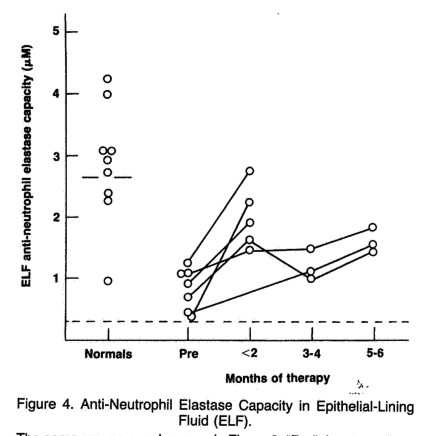 ELF anti-neutrophil elastase capacity (µM)
5
4
3
2
1
Normals Pre <2 3-4 5-6
Months of therapy
Figure 4. Anti-Neutrophil Elastase Capacity in Epithelial-Lining
Fluid (ELF).